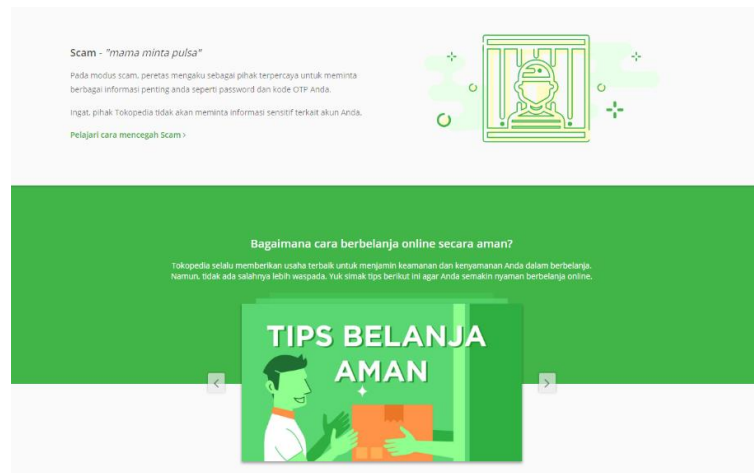 Scam - "mama minta pulsa"
Pada modus scam, peretas mengaku sebagai pihak terpercaya untuk meminta
berbagai informasi penting anda seperti password dan kode OTP Anda.
Ingat, pihak Tokopedia tidak akan meminta informasi sensitif terkait akun Anda.
Pelajari cara mencegah Scam >
Bagaimana cara berbelanja online secara aman?
Tokopedia selalu memberikan usaha terbaik untuk menjamin keamanan dan kenyamanan Anda dalam berbelanja.
Namun, tidak ada salahnya lebih waspada. Yuk simak tips berikut ini agar Anda semakin nyaman berbelanja online.
TIPS BELANJA
AMAN